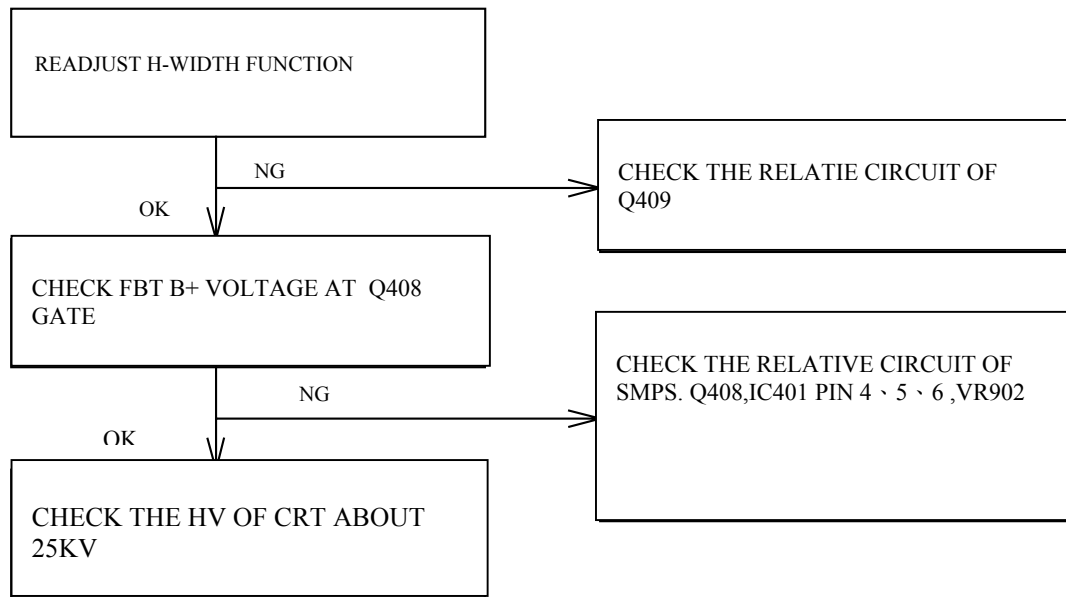 READJUST H-WIDTH FUNCTION
NG
CHECK THE RELATIE CIRCUIT OF
Q409
OK
CHECK FBT B+ VOLTAGE AT Q408
GATE
NG
CHECK THE RELATIVE CIRCUIT OF
SMPS. Q408,IC401 PIN 4、5、6 ,VR902
OK
CHECK THE HV OF CRT ABOUT
25KV